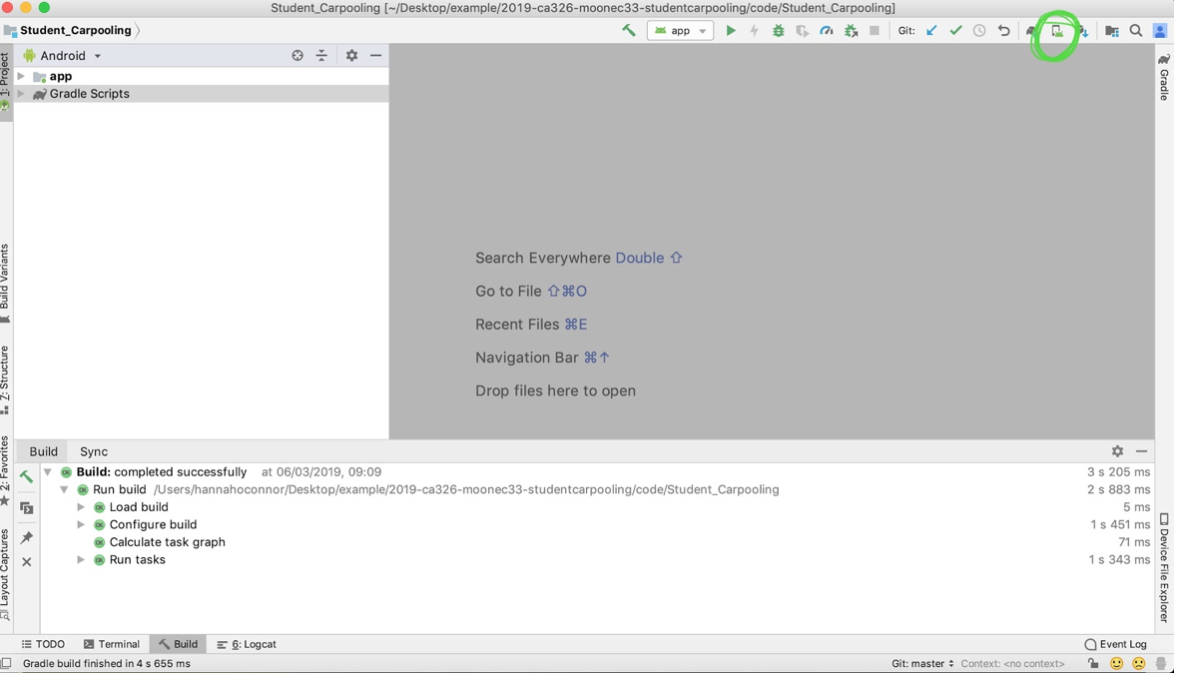 Student_Carpooling [~/Desktop/example/2019-ca326-moonec33-studentcarpooling/code/Student_Carpooling]
Student_Carpooling
app
Git:
1: Project
Android
app
Gradle Scripts
Gradle
Build Variants
Search Everywhere Double ⇧
Go to File ⇧⌘O
Recent Files ⌘E
Navigation Bar ⌘↑
Drop files here to open
Z: Structure
2: Favorites
Layout Captures
Device File Explorer
Build Sync
Build: completed successfully at 06/03/2019, 09:09 3 s 205 ms
Run build /Users/hannahoconnor/Desktop/example/2019-ca326-moonec33-studentcarpooling/code/Student_Carpooling 2 s 883 ms
Load build 5 ms
Configure build 1 s 451 ms
Calculate task graph 71 ms
Run tasks 1 s 343 ms
TODO Terminal Build 6: Logcat Event Log
Gradle build finished in 4 s 655 ms Git: master Context: <no context>